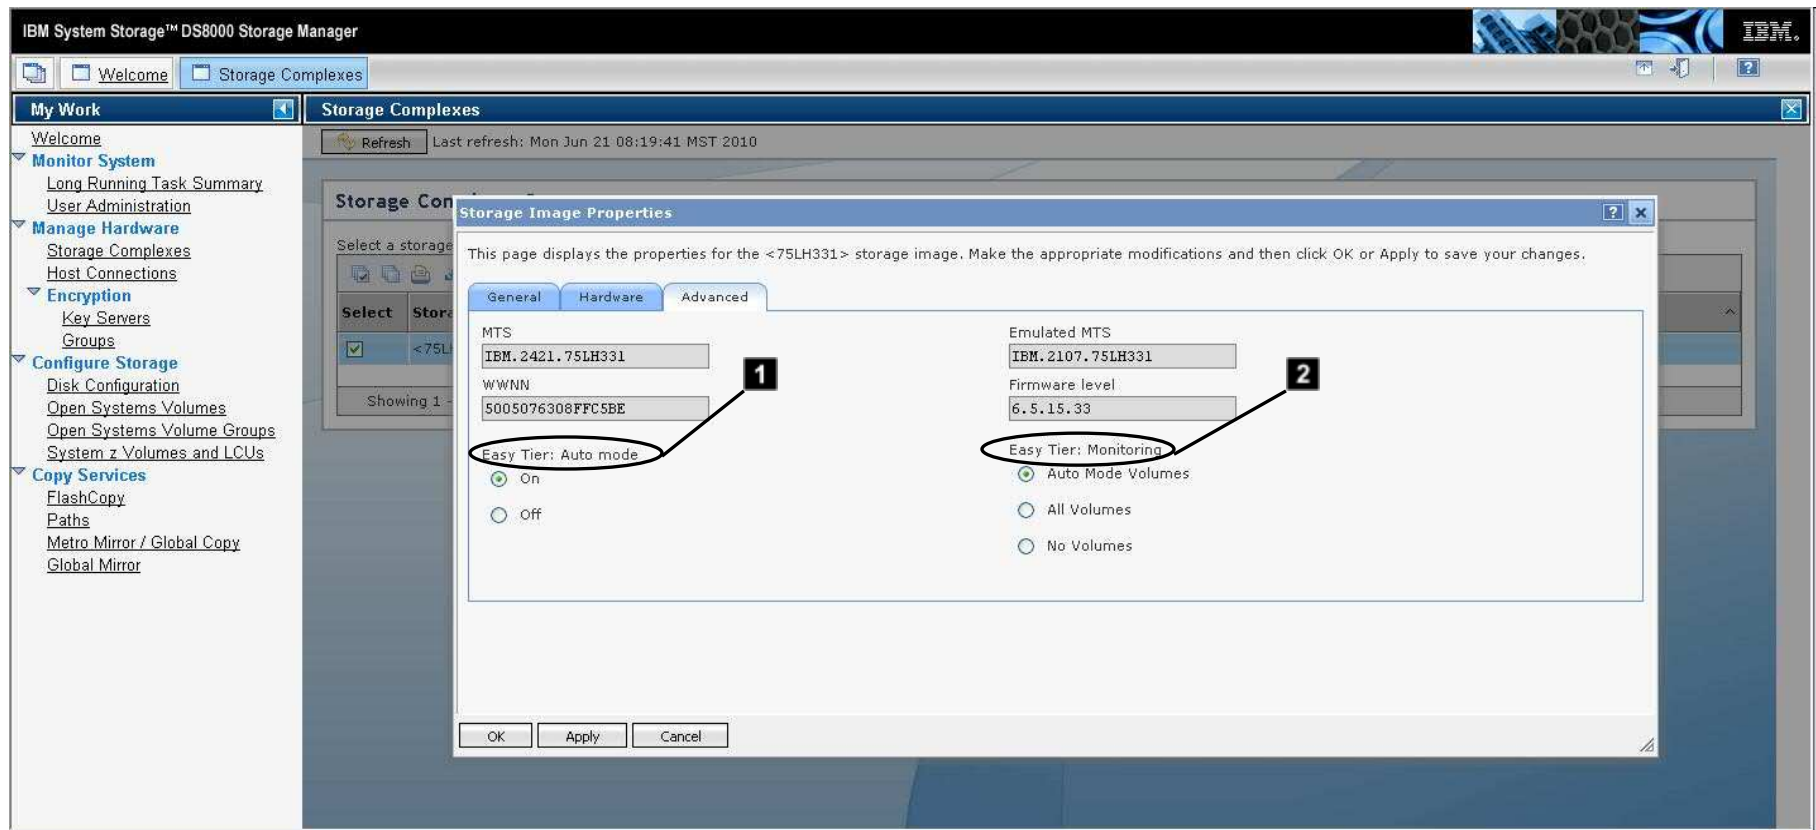 IBM System Storage™ DS8000 Storage Manager
IBM.
Welcome
Storage Complexes
?
My Work
Storage Complexes
Welcome
Monitor System
Long Running Task Summary
User Administration
Manage Hardware
Storage Complexes
Host Connections
Encryption
Key Servers
Groups
Configure Storage
Disk Configuration
Open Systems Volumes
Open Systems Volume Groups
System z Volumes and LCUs
Copy Services
FlashCopy
Paths
Metro Mirror / Global Copy
Global Mirror
Refresh
Last refresh: Mon Jun 21 08:19:41 MST 2010
Storage Con
Select a storage
Select
Stora
<75L
Showing 1 -
Storage Image Properties
?
This page displays the properties for the <75LH331> storage image. Make the appropriate modifications and then click OK or Apply to save your changes.
General
Hardware
Advanced
MTS
IBM.2421.75LH331
WWNN
5005076308FFC5BE
1
Easy Tier: Auto mode
On
Off
Emulated MTS
IBM.2107.75LH331
Firmware level
6.5.15.33
2
Easy Tier: Monitoring
Auto Mode Volumes
All Volumes
No Volumes
OK
Apply
Cancel